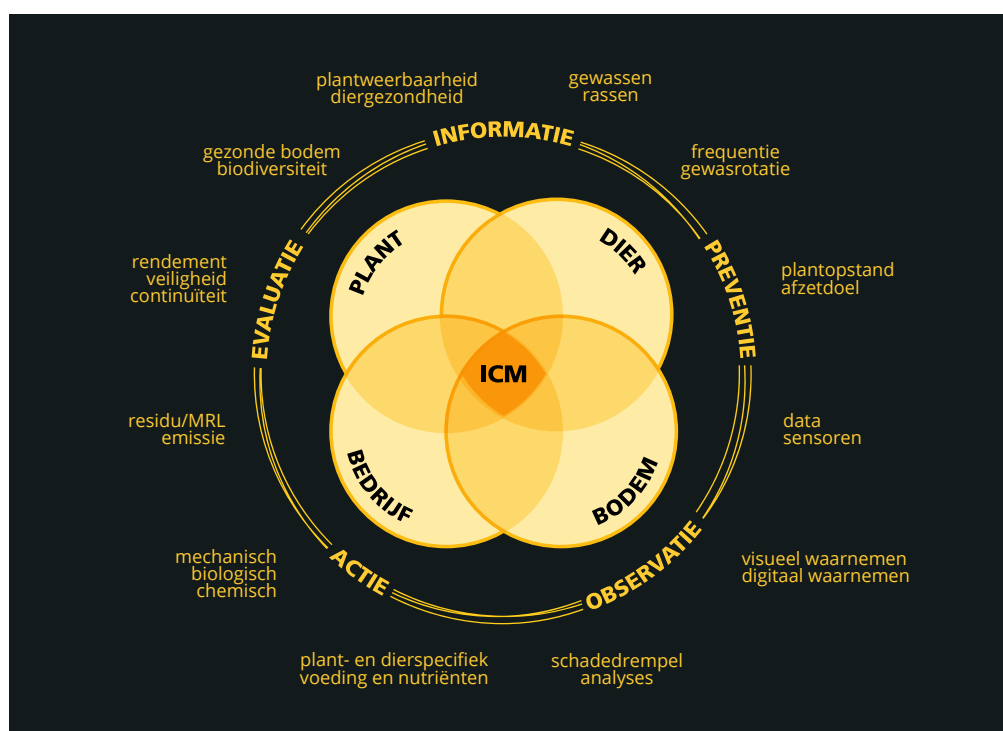 plantweerbaarheid
diergezondheid
gewassen
rassen
INFORMATIE
gezonde bodem
biodiversiteit
frequentie
gewasrotatie
PLANT
DIER
PREVENTIE
EVALUATIE
rendement
veiligheid
continuïteit
plantopstand
afzetdoel
ICM
residu/MRL
emissie
data
sensoren
BEDRIJF
BODEM
mechanisch
biologisch
chemisch
ACTIE
OBSERVATIE
visueel waarnemen
digitaal waarnemen
plant- en dierspecifiek
voeding en nutriënten
schadedrempel
analyses